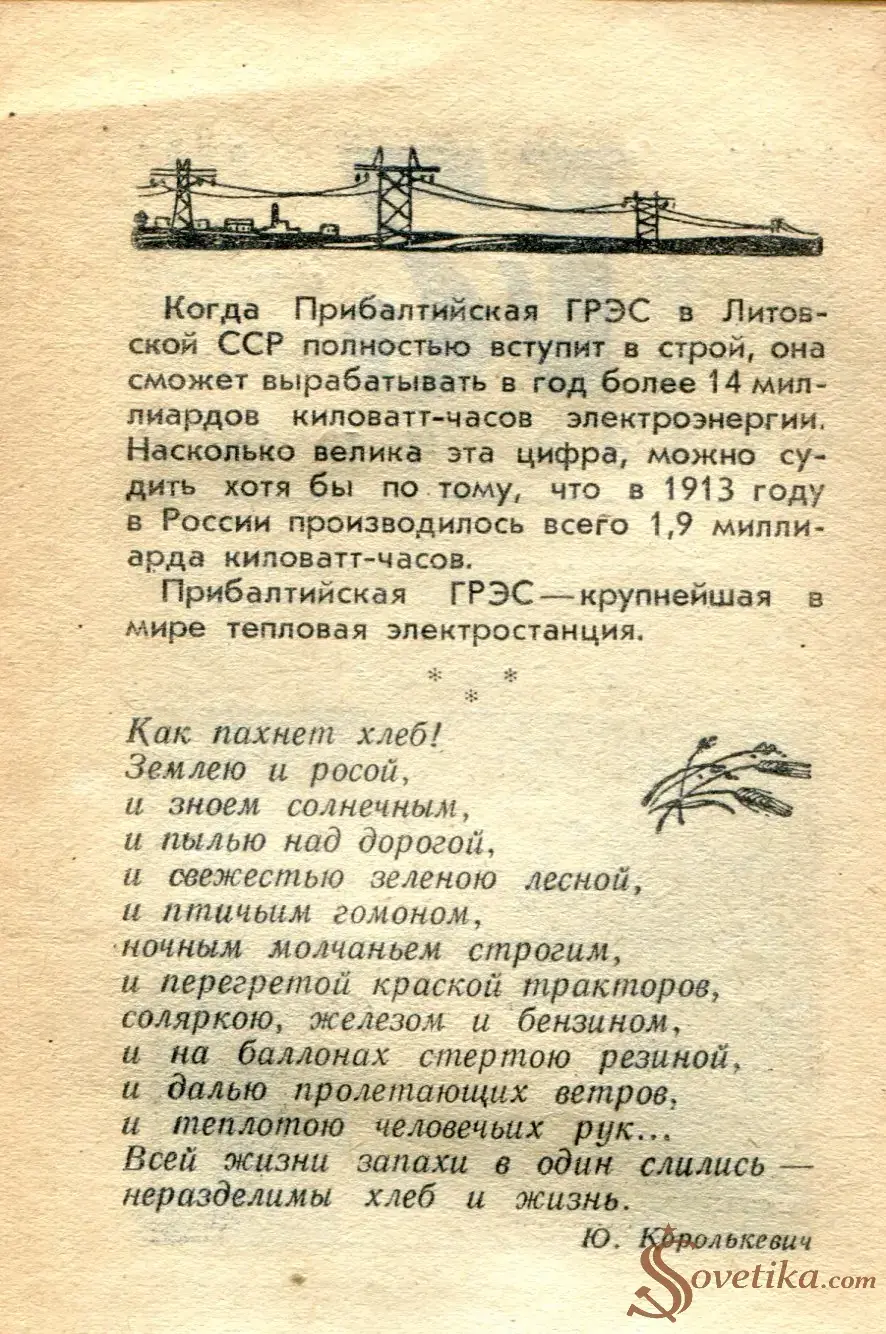 Когда Прибалтийская ГРЭС в Литов-
ской ССР полностью вступит в строй, она
сможет вырабатывать в год более 14 мил-
лиардов киловатт-часов электроэнергии.
Насколько велика эта цифра, можно су-
дить хотя бы по тому, что в 1913 году
в России производилось всего 1,9 милли-
арда киловатт-часов.
Прибалтийская ГРЭС — крупнейшая в
мире тепловая электростанция.
* * *
Как пахнет хлеб!
Землею и росой,
и зноем солнечным,
и пылью над дорогой,
и свежестью зеленою лесной,
и птичьим гомоном,
ночным молчаньем строгим,
и перегретой краской тракторов,
соляркою, железом и бензином,
и на баллонах стертою резиной,
и далью пролетающих ветров,
и теплотою человечьих рук...
Всей жизни запахи в один слились —
неразделимы хлеб и жизнь.
Ю. Королькевич
Sovetika.com